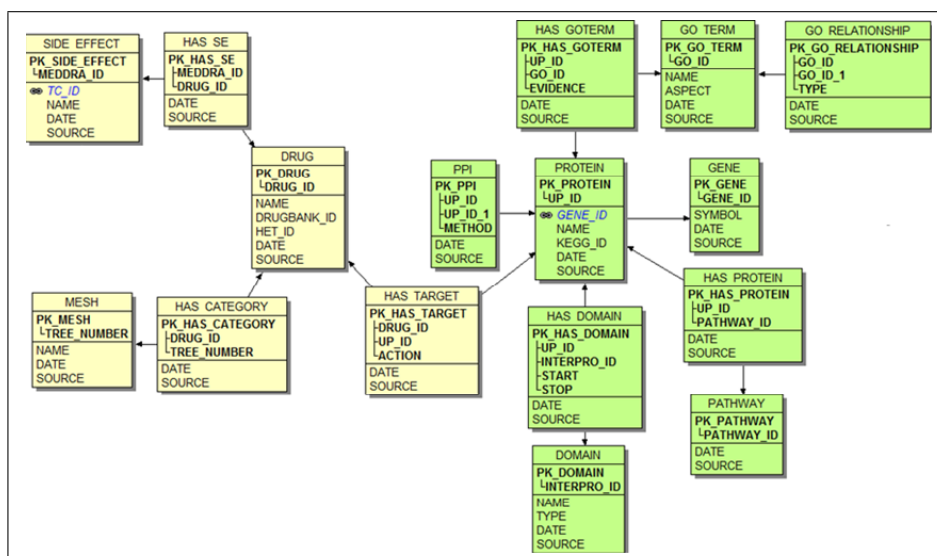 SIDE EFFECT
PK_SIDE_EFFECT
MEDDRA_ID
TC_ID
NAME
DATE
SOURCE
HAS SE
PK_HAS_SE
MEDDRA_ID
DRUG_ID
DATE
SOURCE
HAS GOTERM
PK_HAS_GOTERM
UP_ID
GO_ID
EVIDENCE
DATE
SOURCE
GO TERM
PK_GO_TERM
GO_ID
NAME
ASPECT
DATE
SOURCE
GO RELATIONSHIP
PK_GO_RELATIONSHIP
GO_ID
GO_ID_1
TYPE
DATE
SOURCE
DRUG
PK_DRUG
DRUG_ID
NAME
DRUGBANK_ID
HET_ID
DATE
SOURCE
PPI
PK_PPI
UP_ID
UP_ID_1
METHOD
DATE
SOURCE
PROTEIN
PK_PROTEIN
UP_ID
GENE_ID
NAME
KEGG_ID
DATE
SOURCE
GENE
PK_GENE
GENE_ID
SYMBOL
DATE
SOURCE
MESH
PK_MESH
TREE_NUMBER
NAME
DATE
SOURCE
HAS CATEGORY
PK_HAS_CATEGORY
DRUG_ID
TREE_NUMBER
DATE
SOURCE
HAS TARGET
PK_HAS_TARGET
DRUG_ID
UP_ID
ACTION
DATE
SOURCE
HAS DOMAIN
PK_HAS_DOMAIN
UP_ID
INTERPRO_ID
START
STOP
DATE
SOURCE
HAS PROTEIN
PK_HAS_PROTEIN
UP_ID
PATHWAY_ID
DATE
SOURCE
PATHWAY
PK_PATHWAY
PATHWAY_ID
DATE
SOURCE
DOMAIN
PK_DOMAIN
INTERPRO_ID
NAME
TYPE
DATE
SOURCE